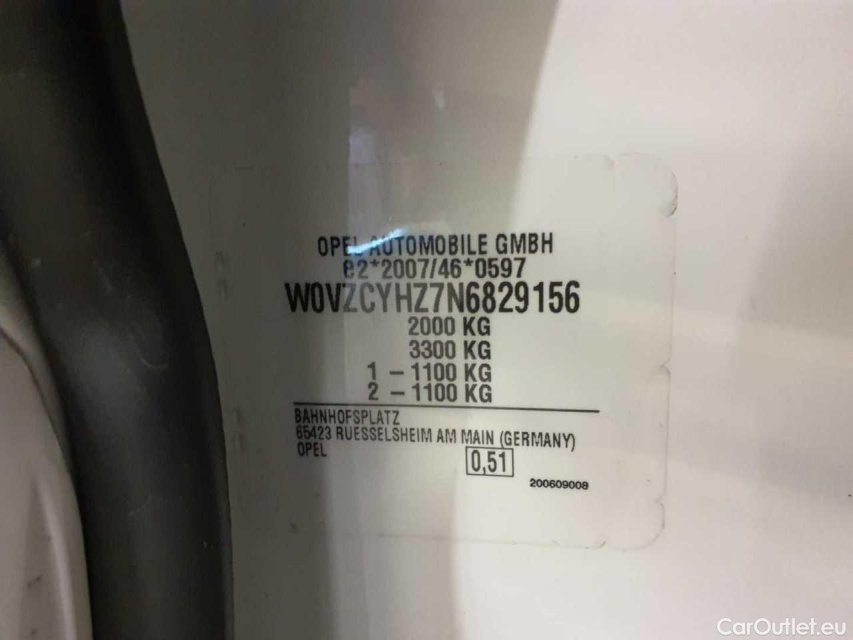 OPEL AUTOMOBILE GMBH
e2*2007/46*0597
W0VZCYHZ7N6829156
2000 KG
3300 KG
1 – 1100 KG
2 – 1100 KG
BAHNHOFSPLATZ
65423 RUESSELSHEIM AM MAIN (GERMANY)
OPEL
0,51
200609008
CarOutlet.eu